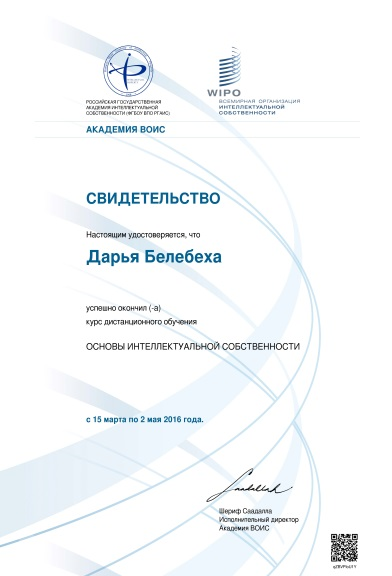 РОССИЙСКАЯ ГОСУДАРСТВЕННАЯ
АКАДЕМИЯ ИНТЕЛЛЕКТУАЛЬНОЙ
СОБСТВЕННОСТИ (ФГБОУ ВПО РГАИС)
WIPO
ВСЕМИРНАЯ ОРГАНИЗАЦИЯ
ИНТЕЛЛЕКТУАЛЬНОЙ
СОБСТВЕННОСТИ
АКАДЕМИЯ ВОИС
СВИДЕТЕЛЬСТВО
Настоящим удостоверяется, что
Дарья Белебеха
успешно окончил (-а)
курс дистанционного обучения
ОСНОВЫ ИНТЕЛЛЕКТУАЛЬНОЙ СОБСТВЕННОСТИ
с 15 марта по 2 мая 2016 года.
Шериф Саадалла
Исполнительный директор
Академия ВОИС